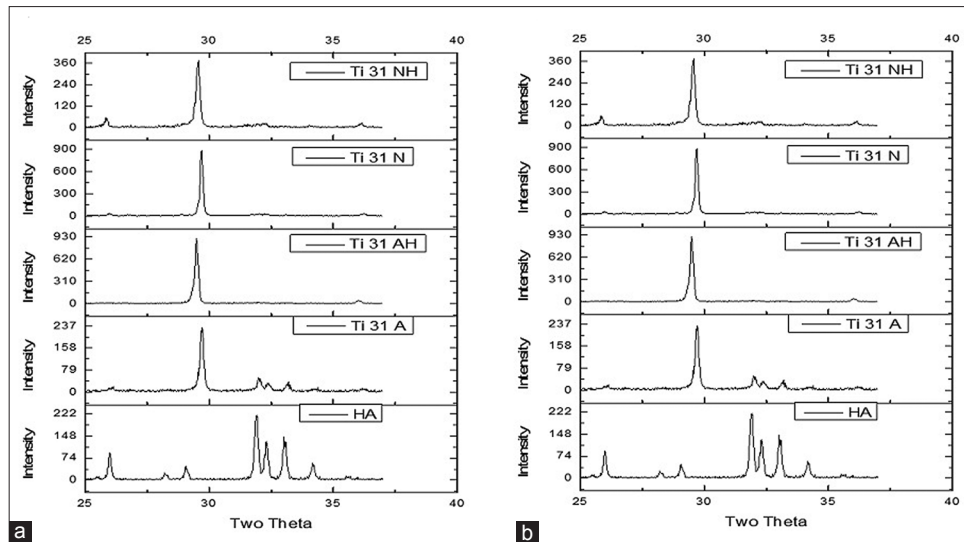 25 30 35 40
360
240
120
0
Intensity
Ti 31 NH
900
600
300
0
Intensity
Ti 31 N
930
620
310
0
Intensity
Ti 31 AH
237
158
79
0
Intensity
Ti 31 A
222
148
74
0
Intensity
HA
25 30 35 40
Two Theta
a
25 30 35 40
360
240
120
0
Intensity
Ti 31 NH
900
600
300
0
Intensity
Ti 31 N
930
620
310
0
Intensity
Ti 31 AH
237
158
79
0
Intensity
Ti 31 A
222
148
74
0
Intensity
HA
25 30 35 40
Two Theta
b